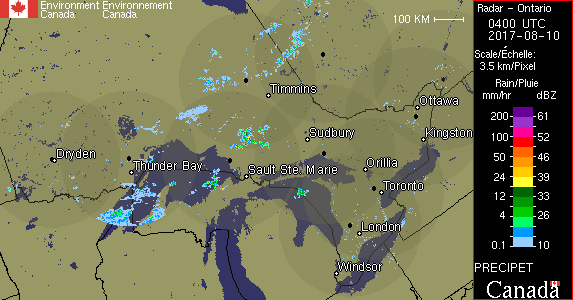 Environment Environnement
Canada Canada
100 KM
Timmins
Ottawa
Sudbury
Kingston
Dryden
Thunder Bay
Sault Ste. Marie
Orillia
Toronto
London
Windsor
Radar - Ontario
0400 UTC
2017-08-10
Scale/Échelle:
3.5 km/Pixel
Rain/Pluie
mm/hr dBZ
200 61
100 52
50 46
24 39
12 33
4 26
0.1 10
PRECIPET
Canada